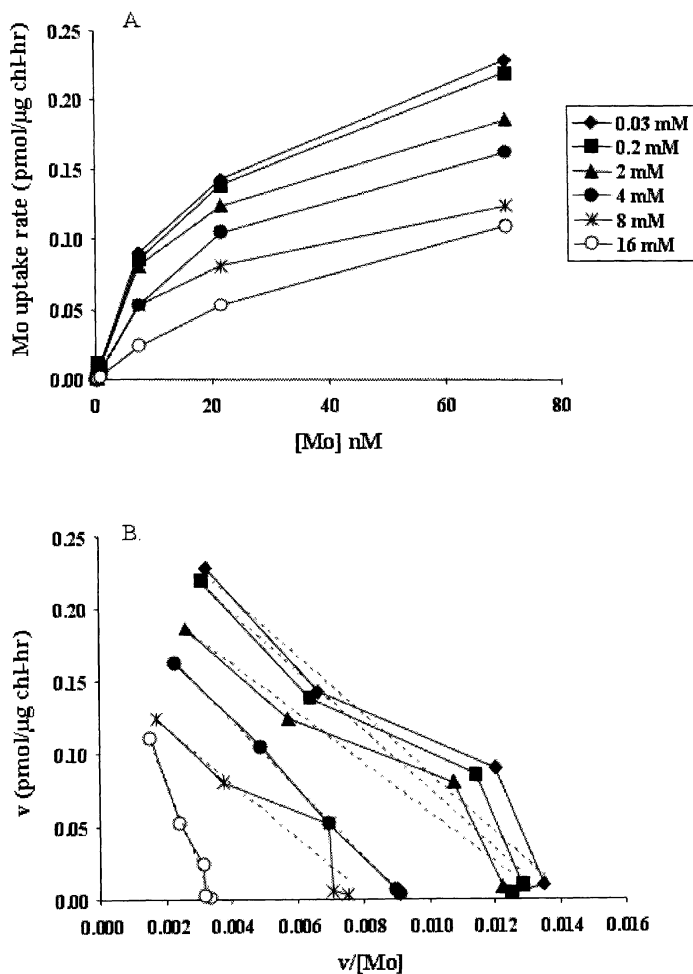 A.
0.25
0.20
0.15
0.10
0.05
0.00
Mo uptake rate (pmol/µg chl-hr)
0
20
40
60
80
[Mo] nM
0.03 mM
0.2 mM
2 mM
4 mM
8 mM
16 mM
B.
0.25
0.20
0.15
0.10
0.05
0.00
v (pmol/µg chl-hr)
0.000
0.002
0.004
0.006
0.008
0.010
0.012
0.014
0.016
v/[Mo]